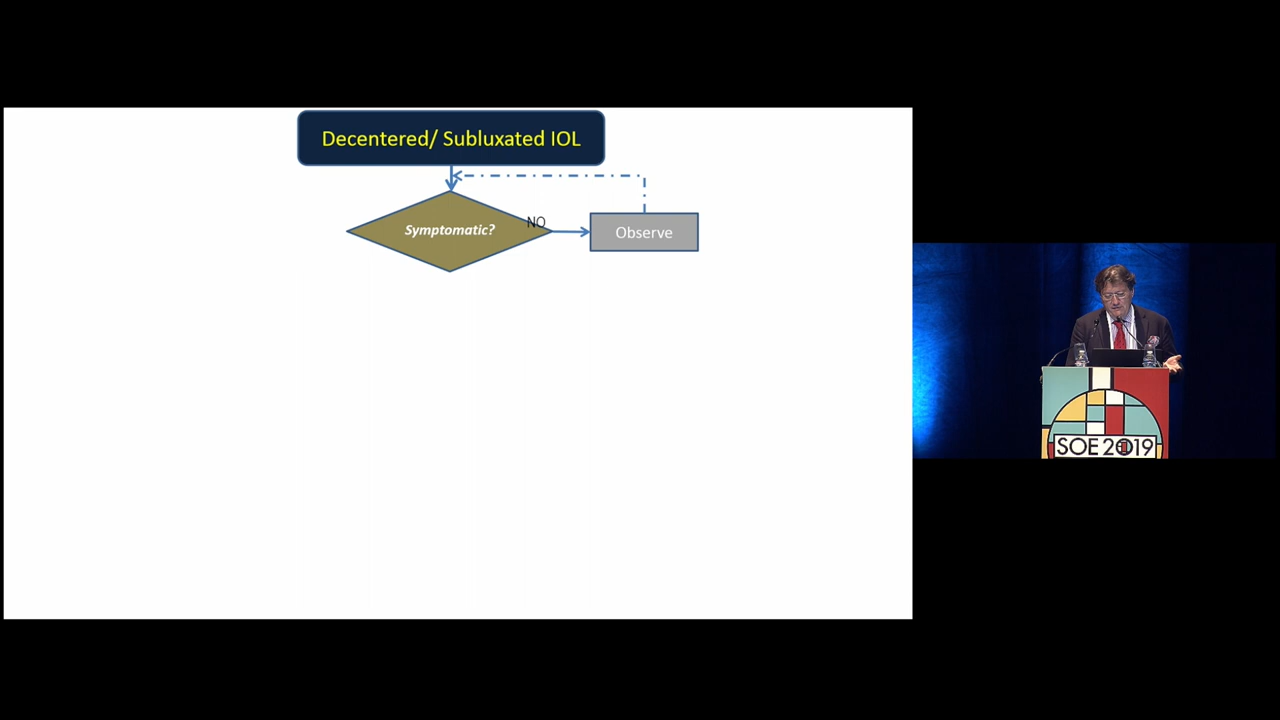 Decentered/ Subluxated IOL
Symptomatic?
NO
Observe
SOE 2019